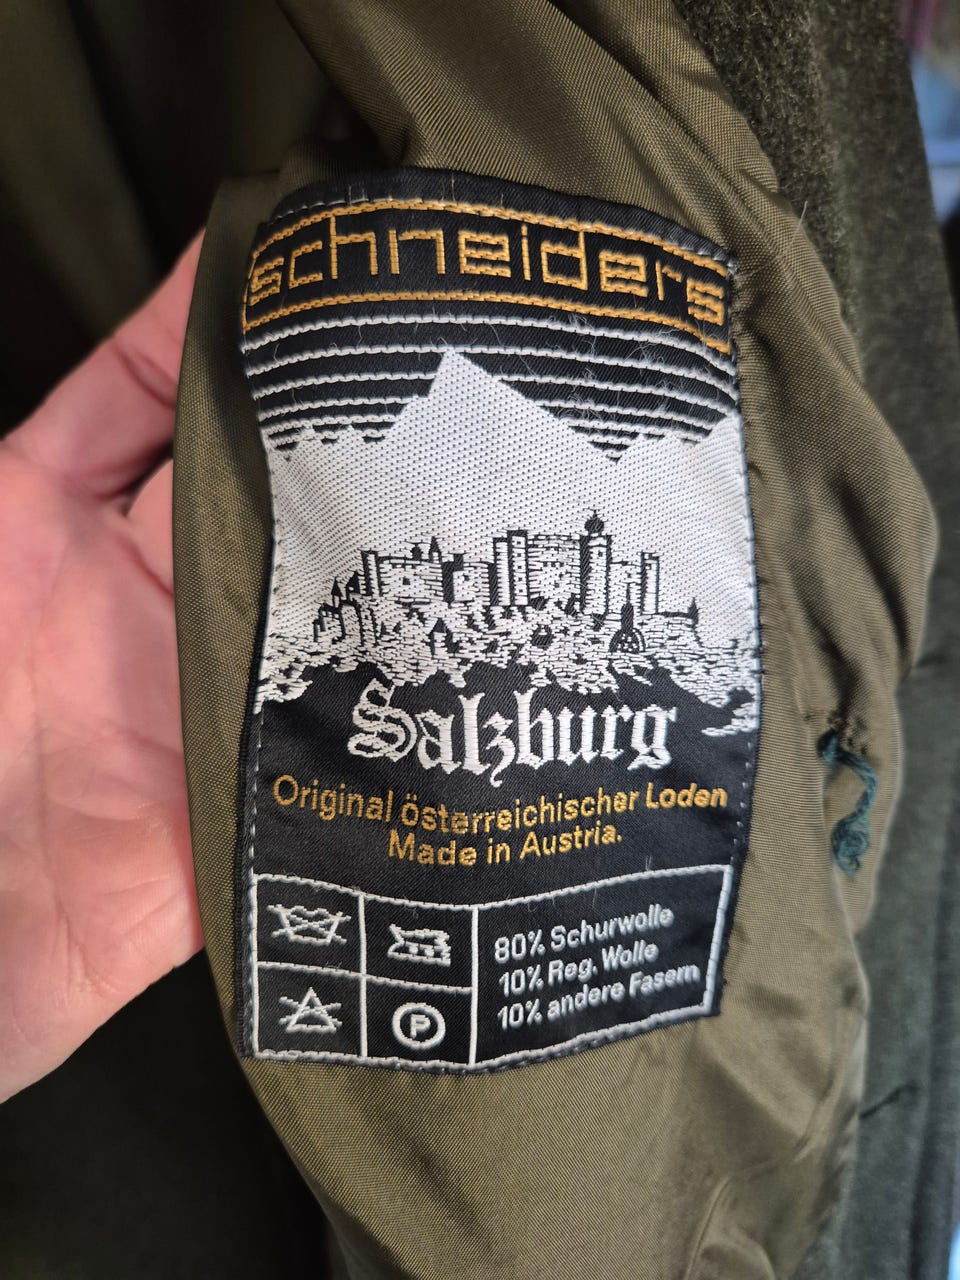 schneiders
Salzburg
Original österreichischer Loden
Made in Austria.
80% Schurwolle
10% Reg. Wolle
10% andere Fasern
P